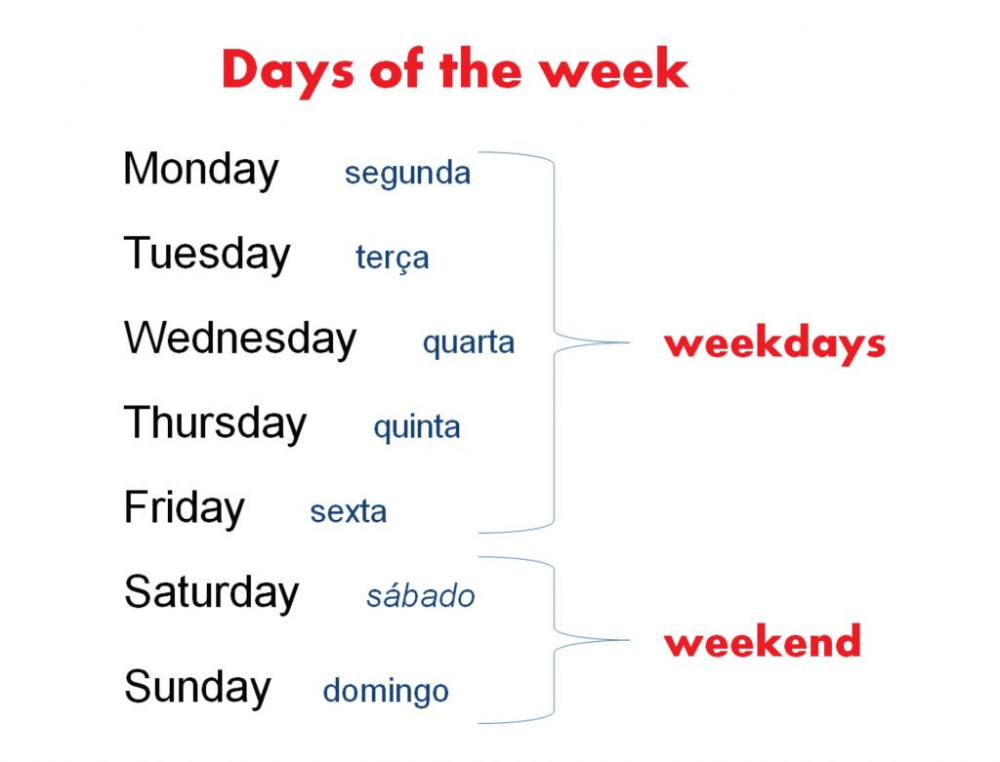 Days of the week
Monday segunda
Tuesday terça
Wednesday quarta
weekdays
Thursday quinta
Friday sexta
Saturday sábado
weekend
Sunday domingo